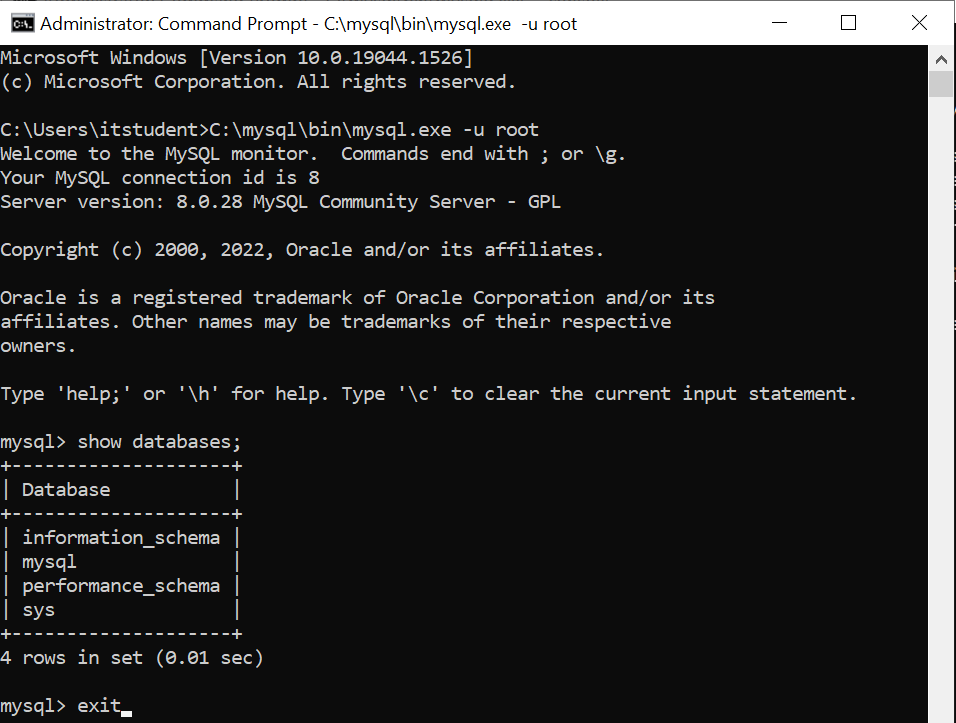 Administrator: Command Prompt - C:\mysql\bin\mysql.exe  -u root
Microsoft Windows [Version 10.0.19044.1526]
(c) Microsoft Corporation. All rights reserved.

C:\Users\itstudent>C:\mysql\bin\mysql.exe -u root
Welcome to the MySQL monitor.  Commands end with ; or \g.
Your MySQL connection id is 8
Server version: 8.0.28 MySQL Community Server - GPL

Copyright (c) 2000, 2022, Oracle and/or its affiliates.

Oracle is a registered trademark of Oracle Corporation and/or its
affiliates. Other names may be trademarks of their respective
owners.

Type 'help;' or '\h' for help. Type '\c' to clear the current input statement.

mysql> show databases;
+--------------------+
| Database           |
+--------------------+
| information_schema |
| mysql              |
| performance_schema |
| sys                |
+--------------------+
4 rows in set (0.01 sec)

mysql> exit